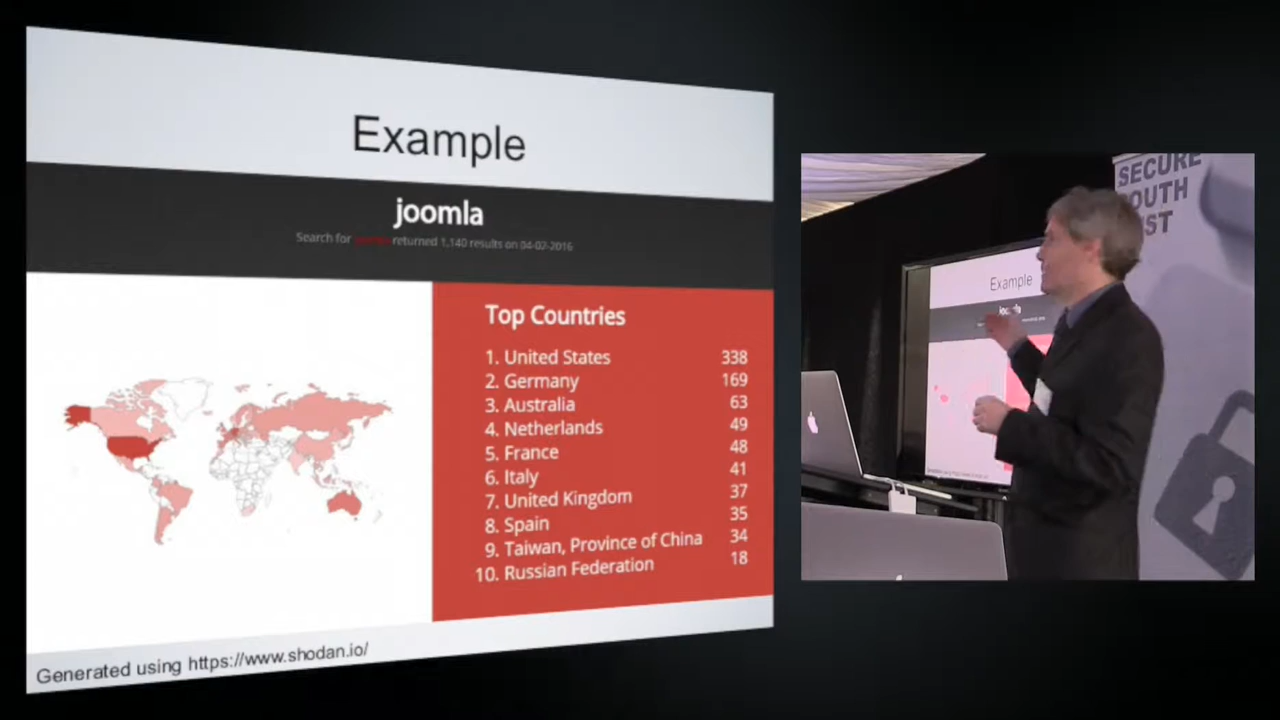 Example
joomla
Search for joomla returned 1,140 results on 04-02-2016
Top Countries
1. United States 338
2. Germany 169
3. Australia 63
4. Netherlands 49
5. France 48
6. Italy 41
7. United Kingdom 37
8. Spain 35
9. Taiwan, Province of China 34
10. Russian Federation 18
Generated using https://www.shodan.io/
SECURE
OUTH
ST
Example
joomla